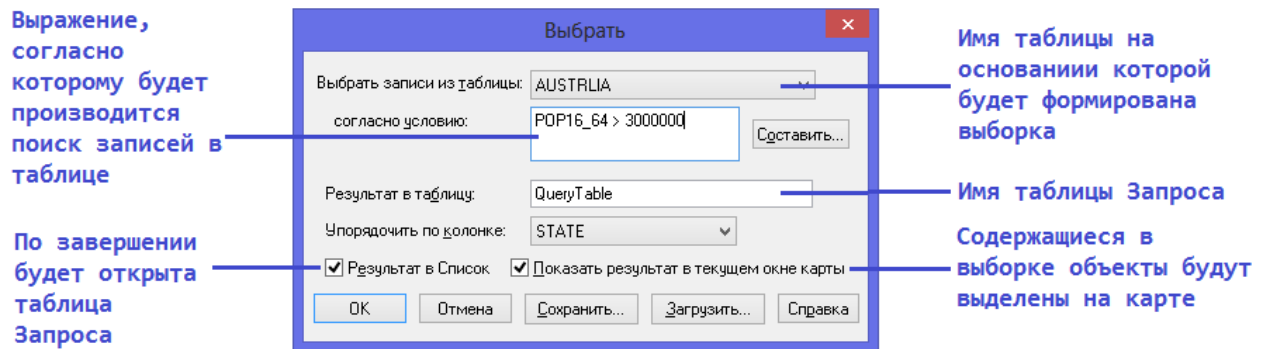 Выражение,
согласно
которому будет
производится
поиск записей в
таблице
По завершении
будет открыта
таблица
Запроса
Выбрать
Выбрать записи из таблицы: AUSTRLIA
согласно условию: POP16_64 > 3000000
Составить...
Результат в таблицу: QueryTable
Упорядочить по колонке: STATE
Результат в Список Показать результат в текущем окне карты
OK Отмена Сохранить... Загрузить... Справка
Имя таблицы на
основаниии которой
будет формирована
выборка
Имя таблицы Запроса
Содержащиеся в
выборке объекты будут
выделены на карте